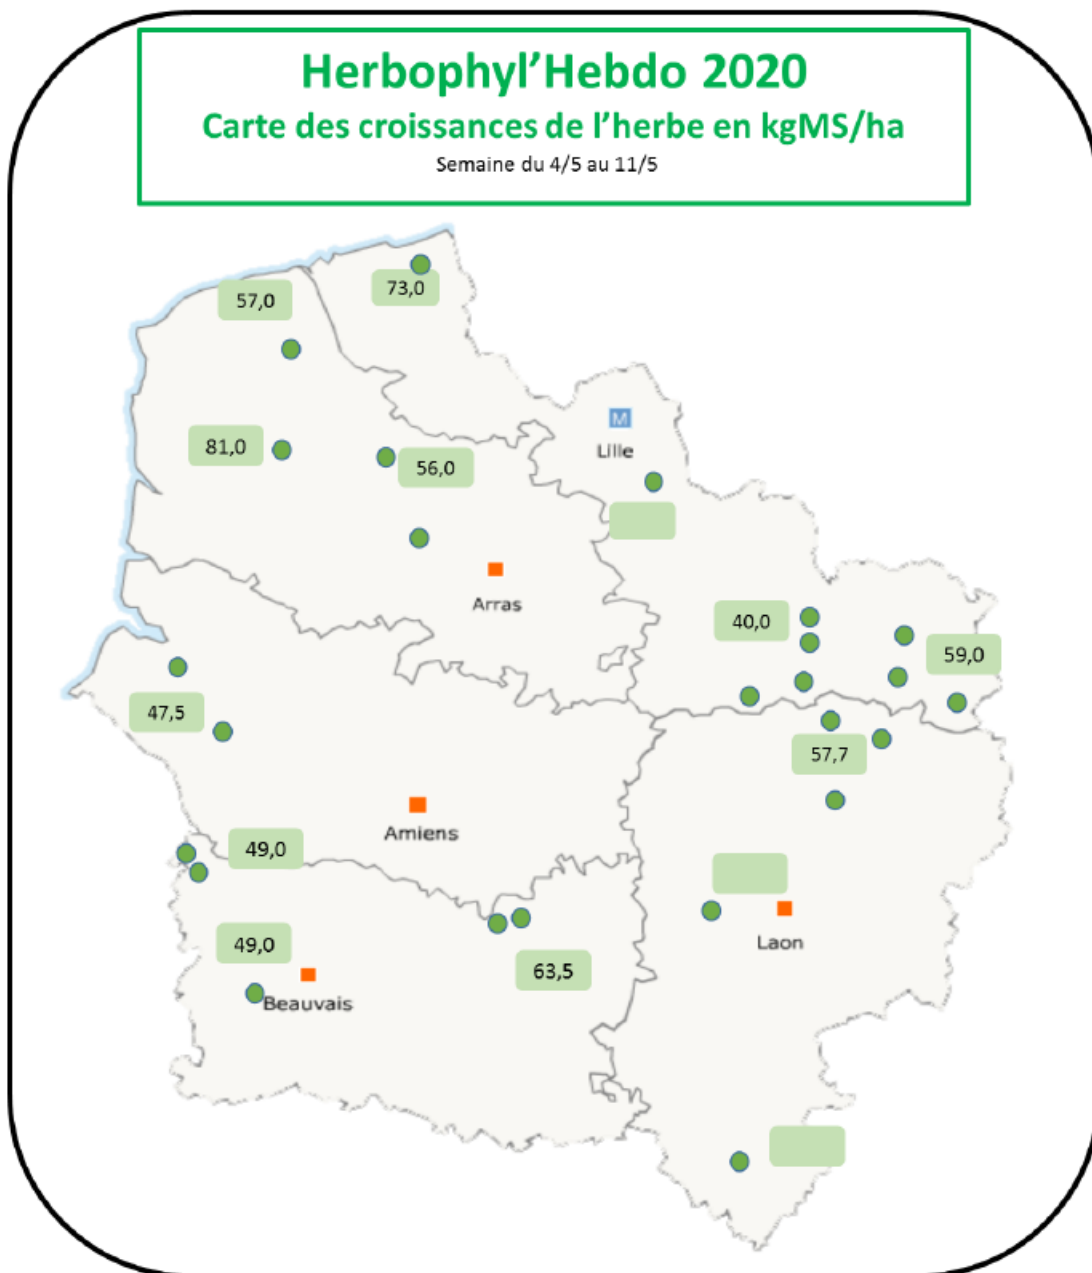 Herbophyl’Hebdo 2020
Carte des croissances de l’herbe en kgMS/ha
Semaine du 4/5 au 11/5
73,0
57,0
M
Lille
81,0
56,0
Arras
40,0
59,0
47,5
57,7
Amiens
49,0
Laon
49,0
63,5
Beauvais